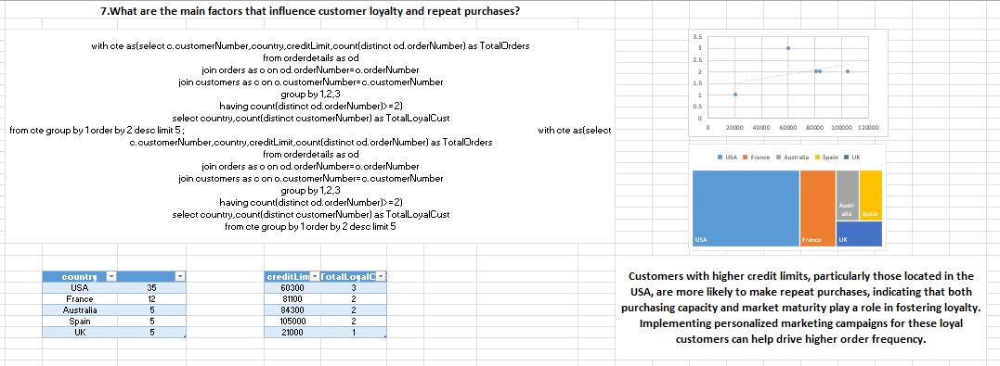 7.What are the main factors that influence customer loyalty and repeat purchases?
with cte as(select c.customerNumber,country,creditLimit,count(distinct od.orderNumber) as TotalOrders
from orderdetails as od
join orders as o on od.orderNumber=o.orderNumber
join customers as c on o.customerNumber=c.customerNumber
group by 1,2,3
having count(distinct od.orderNumber)>=2)
select country,count(distinct customerNumber) as TotalLoyalCust
from cte group by 1 order by 2 desc limit 5; with cte as(select
c.customerNumber,country,creditLimit,count(distinct od.orderNumber) as TotalOrders
from orderdetails as od
join orders as o on od.orderNumber=o.orderNumber
join customers as c on o.customerNumber=c.customerNumber
group by 1,2,3
having count(distinct od.orderNumber)>=2)
select country,count(distinct customerNumber) as TotalLoyalCust
from cte group by 1 order by 2 desc limit 5
country
USA 35
France 12
Australia 5
Spain 5
UK 5
creditLim TotalLoyalC
60300 3
81100 2
84300 2
105000 2
21000 1
3.5
3
2.5
2
1.5
1
0.5
0
0 20000 40000 60000 80000 100000 120000
USA France Australia Spain UK
USA
France
Austr
alia
Spain
UK
Customers with higher credit limits, particularly those located in the
USA, are more likely to make repeat purchases, indicating that both
purchasing capacity and market maturity play a role in fostering loyalty.
Implementing personalized marketing campaigns for these loyal
customers can help drive higher order frequency.